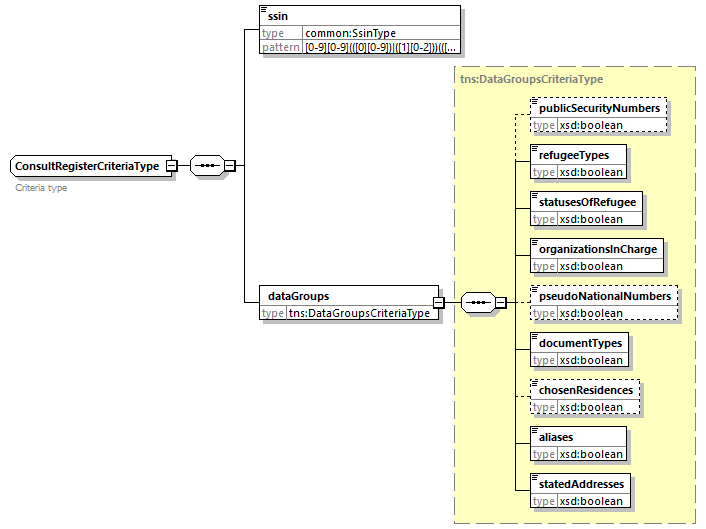 ssin
type common:SsinType
pattern [0-9][0-9](([0][0-9])|([1][0-2]))(([...
tns:DataGroupsCriteriaType
publicSecurityNumbers
type xsd:boolean
ConsultRegisterCriteriaType
Criteria type
refugeeTypes
type xsd:boolean
statusesOfRefugee
type xsd:boolean
organizationsInCharge
type xsd:boolean
dataGroups
type tns:DataGroupsCriteriaType
pseudoNationalNumbers
type xsd:boolean
documentTypes
type xsd:boolean
chosenResidences
type xsd:boolean
aliases
type xsd:boolean
statedAddresses
type xsd:boolean